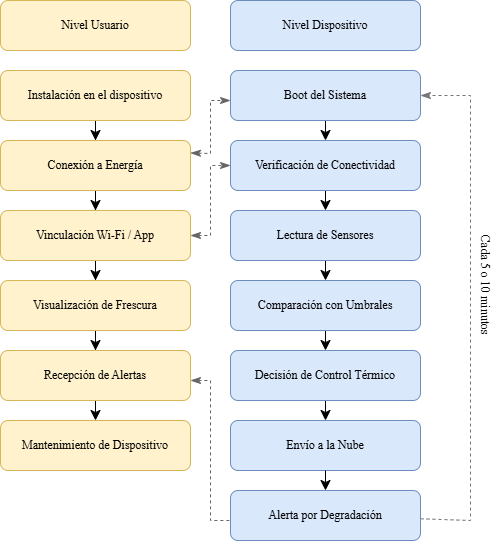 Nivel Usuario
Nivel Dispositivo
Instalación en el dispositivo
Boot del Sistema
Conexión a Energía
Verificación de Conectividad
Vinculación Wi-Fi / App
Lectura de Sensores
Visualización de Frescura
Comparación con Umbrales
Recepción de Alertas
Decisión de Control Térmico
Mantenimiento de Dispositivo
Envío a la Nube
Alerta por Degradación
Cada 5 o 10 minutos